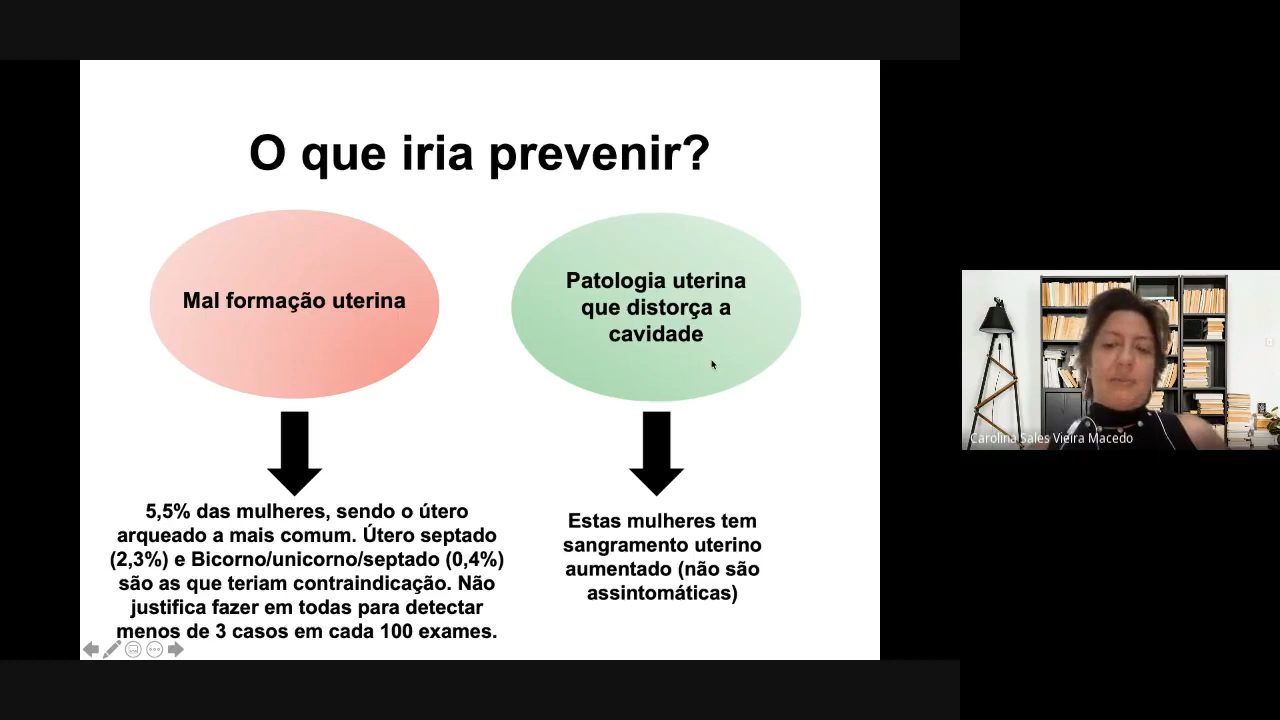 O que iria prevenir?
Mal formação uterina
Patologia uterina
que distorça a
cavidade
5,5% das mulheres, sendo o útero
arqueado a mais comum. Útero septado
(2,3%) e Bicorno/unicorno/septado (0,4%)
são as que teriam contraindicação. Não
justifica fazer em todas para detectar
menos de 3 casos em cada 100 exames.
Estas mulheres tem
sangramento uterino
aumentado (não são
assintomáticas)
Carolina Sales Vieira Macedo